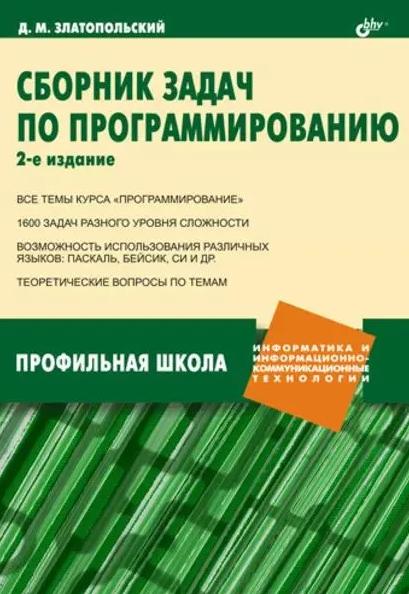 Д. М. ЗЛАТОПОЛЬСКИЙ
bhv
СБОРНИК ЗАДАЧ
ПО ПРОГРАММИРОВАНИЮ
2-е издание
ВСЕ ТЕМЫ КУРСА «ПРОГРАММИРОВАНИЕ»
1600 ЗАДАЧ РАЗНОГО УРОВНЯ СЛОЖНОСТИ
ВОЗМОЖНОСТЬ ИСПОЛЬЗОВАНИЯ РАЗЛИЧНЫХ
ЯЗЫКОВ: ПАСКАЛЬ, БЕЙСИК, СИ И ДР.
ТЕОРЕТИЧЕСКИЕ ВОПРОСЫ ПО ТЕМАМ
ПРОФИЛЬНАЯ ШКОЛА
ИНФОРМАТИКА И
ИНФОРМАЦИОННО-
КОММУНИКАЦИОННЫЕ
ТЕХНОЛОГИИ